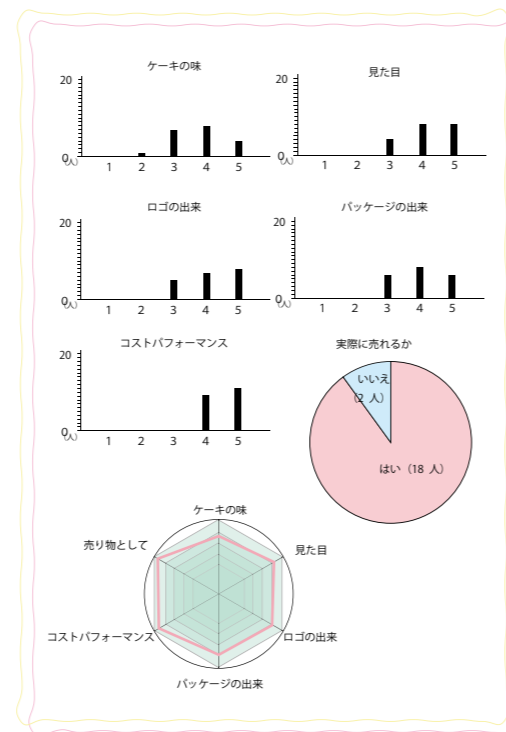 ケーキの味
20
0
(人)
1 2 3 4 5
見た目
20
0
(人)
1 2 3 4 5
ロゴの出来
20
0
(人)
1 2 3 4 5
パッケージの出来
20
0
(人)
1 2 3 4 5
コストパフォーマンス
20
0
(人)
1 2 3 4 5
実際に売れるか
いいえ
(2 人)
はい(18 人)
ケーキの味
売り物として
見た目
コストパフォーマンス
ロゴの出来
パッケージの出来